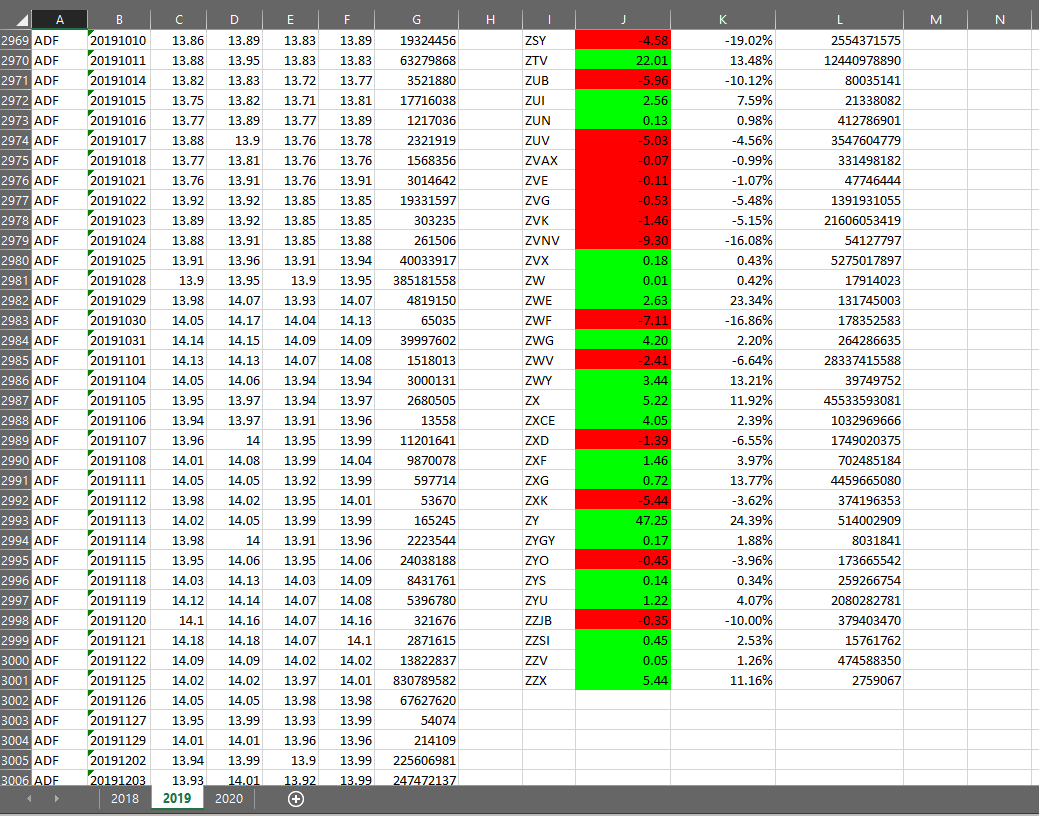 A B C D E F G H I J K L M N
2969 ADF 20191010 13.86 13.89 13.83 13.89 19324456 ZSY -4.58 -19.02% 2554371575
2970 ADF 20191011 13.88 13.95 13.83 13.83 63279868 ZTV 22.01 13.48% 12440978890
2971 ADF 20191014 13.82 13.83 13.72 13.77 3521880 ZUB -5.96 -10.12% 80035141
2972 ADF 20191015 13.75 13.82 13.71 13.81 17716038 ZUI 2.56 7.59% 21338082
2973 ADF 20191016 13.77 13.89 13.77 13.89 1217036 ZUN 0.13 0.98% 412786901
2974 ADF 20191017 13.88 13.9 13.76 13.78 2321919 ZUV -5.03 -4.56% 3547604779
2975 ADF 20191018 13.77 13.81 13.76 13.76 1568356 ZVAX -0.07 -0.99% 331498182
2976 ADF 20191021 13.76 13.91 13.76 13.91 3014642 ZVE -0.11 -1.07% 47746444
2977 ADF 20191022 13.92 13.92 13.85 13.85 19331597 ZVG -0.53 -5.48% 1391931055
2978 ADF 20191023 13.89 13.92 13.85 13.85 303235 ZVK -1.46 -5.15% 21606053419
2979 ADF 20191024 13.88 13.91 13.85 13.88 261506 ZVNV -9.30 -16.08% 54127797
2980 ADF 20191025 13.91 13.96 13.91 13.94 40033917 ZVX 0.18 0.43% 5275017897
2981 ADF 20191028 13.9 13.95 13.9 13.95 385181558 ZW 0.01 0.42% 17914023
2982 ADF 20191029 13.98 14.07 13.93 14.07 4819150 ZWE 2.63 23.34% 131745003
2983 ADF 20191030 14.05 14.17 14.04 14.13 65035 ZWF -7.11 -16.86% 178352583
2984 ADF 20191031 14.14 14.15 14.09 14.09 39997602 ZWG 4.20 2.20% 264286635
2985 ADF 20191101 14.13 14.13 14.07 14.08 1518013 ZWV -2.41 -6.64% 28337415588
2986 ADF 20191104 14.05 14.06 13.94 13.94 3000131 ZWY 3.44 13.21% 39749752
2987 ADF 20191105 13.95 13.97 13.94 13.97 2680505 ZX 5.22 11.92% 45533593081
2988 ADF 20191106 13.94 13.97 13.91 13.96 13558 ZXCE 4.05 2.39% 1032969666
2989 ADF 20191107 13.96 14 13.95 13.99 11201641 ZXD -1.39 -6.55% 1749020375
2990 ADF 20191108 14.01 14.08 13.99 14.04 9870078 ZXF 1.46 3.97% 702485184
2991 ADF 20191111 14.05 14.05 13.92 13.99 597714 ZXG 0.72 13.77% 4459665080
2992 ADF 20191112 13.98 14.02 13.95 14.01 53670 ZXK -5.44 -3.62% 374196353
2993 ADF 20191113 14.02 14.05 13.99 13.99 165245 ZY 47.25 24.39% 514002909
2994 ADF 20191114 13.98 14 13.91 13.96 2223544 ZYGY 0.17 1.88% 8031841
2995 ADF 20191115 13.95 14.06 13.95 14.06 24038188 ZYO -0.45 -3.96% 173665542
2996 ADF 20191118 14.03 14.13 14.03 14.09 8431761 ZYS 0.14 0.34% 259266754
2997 ADF 20191119 14.12 14.14 14.07 14.08 5396780 ZYU 1.22 4.07% 2080282781
2998 ADF 20191120 14.1 14.16 14.07 14.16 321676 ZZJB -0.35 -10.00% 379403470
2999 ADF 20191121 14.18 14.18 14.07 14.1 2871615 ZZSI 0.45 2.53% 15761762
3000 ADF 20191122 14.09 14.09 14.02 14.02 13822837 ZZV 0.05 1.26% 474588350
3001 ADF 20191125 14.02 14.02 13.97 14.01 830789582 ZZX 5.44 11.16% 2759067
3002 ADF 20191126 14.05 14.05 13.98 13.98 67627620
3003 ADF 20191127 13.95 13.99 13.93 13.99 54074
3004 ADF 20191129 14.01 14.01 13.96 13.96 214109
3005 ADF 20191202 13.94 13.99 13.9 13.99 225606981
3006 ADF 20191203 13.93 14.01 13.92 13.99 247472137
2018 2019 2020